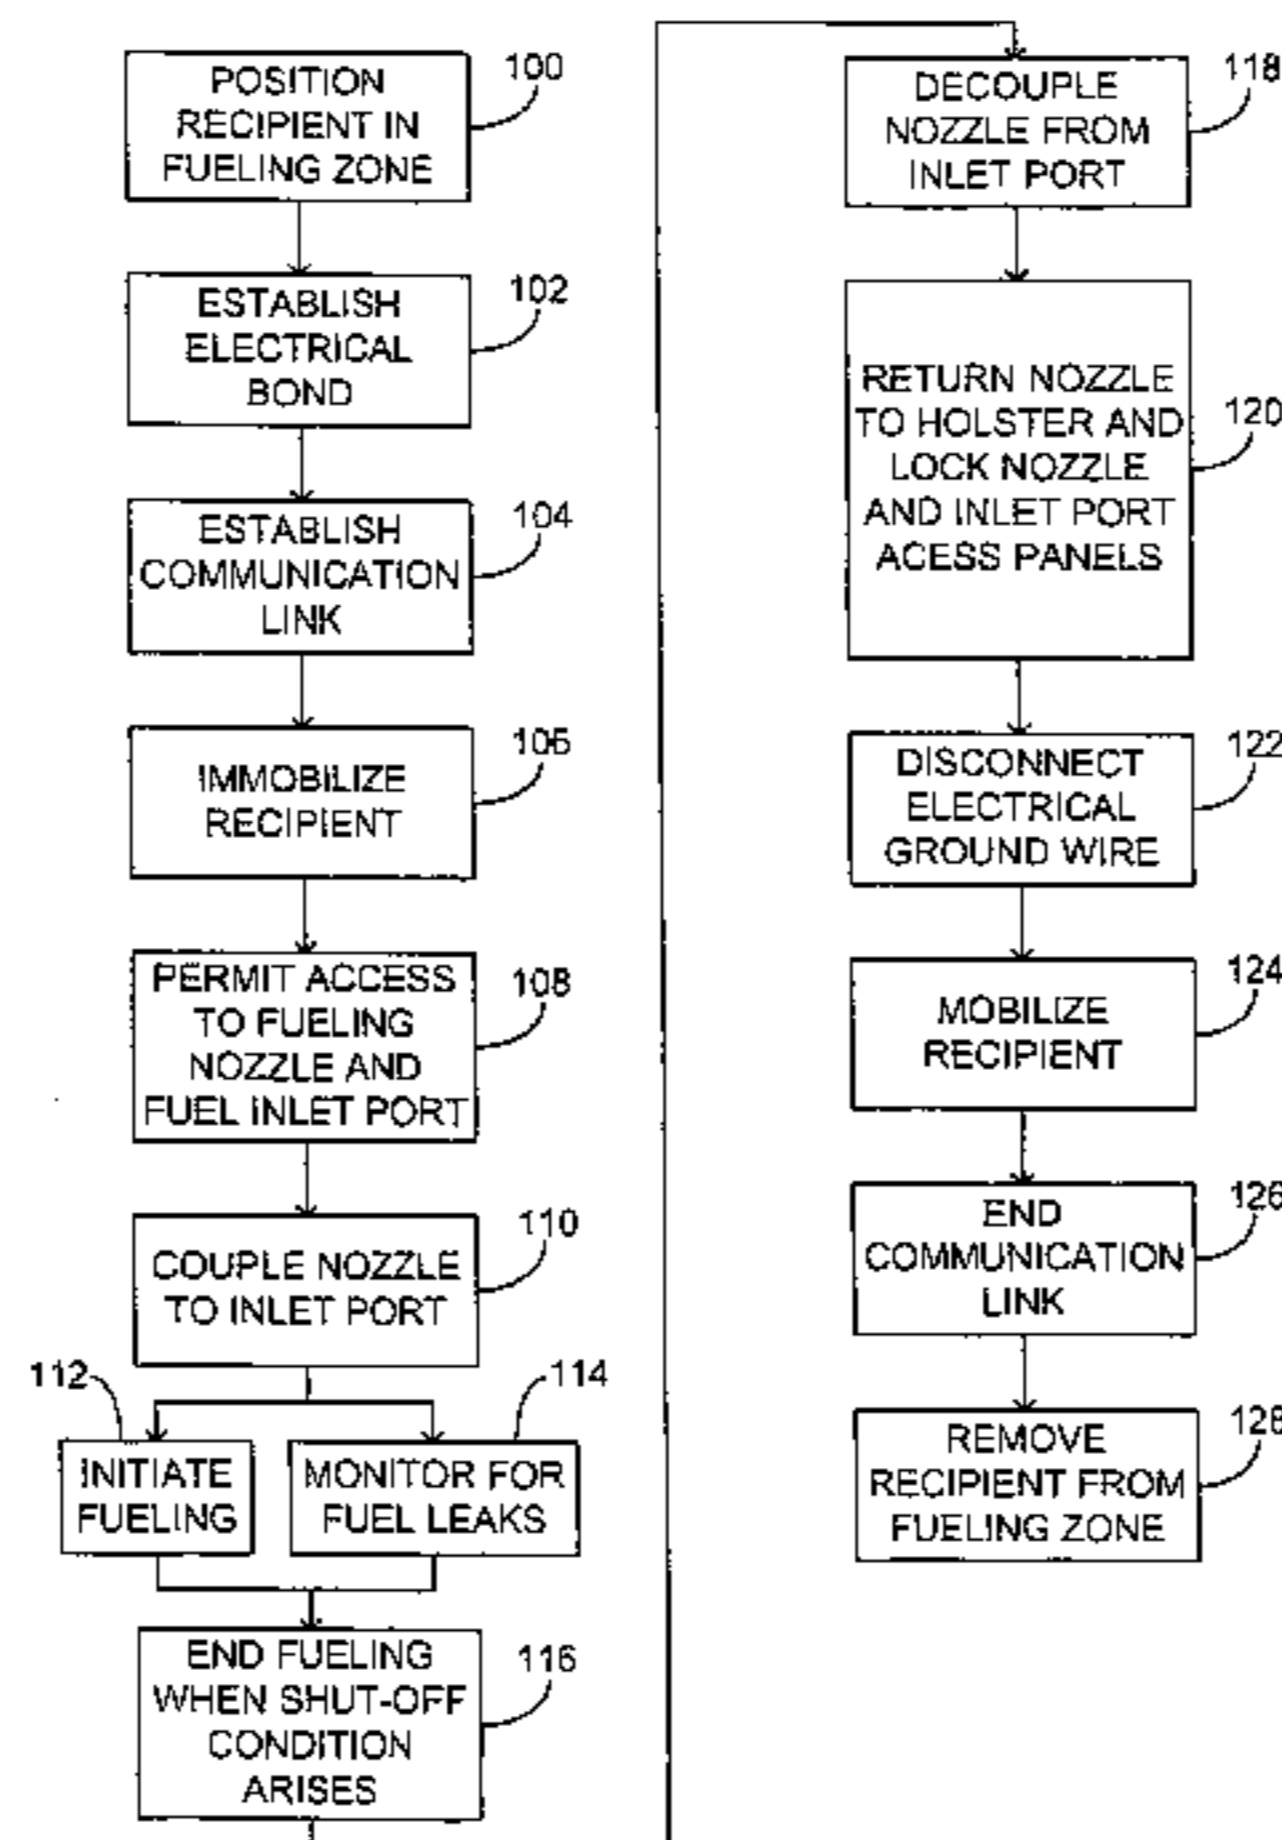 100
POSITION
RECIPIENT IN
FUELING ZONE
102
ESTABLISH
ELECTRICAL
BOND
104
ESTABLISH
COMMUNICATION
LINK
106
IMMOBILIZE
RECIPIENT
108
PERMIT ACCESS
TO FUELING
NOZZLE AND
FUEL INLET PORT
110
COUPLE NOZZLE
TO INLET PORT
112
INITIATE
FUELING
114
MONITOR FOR
FUEL LEAKS
116
END FUELING
WHEN SHUT-OFF
CONDITION
ARISES
118
DECOUPLE
NOZZLE FROM
INLET PORT
120
RETURN NOZZLE
TO HOLSTER AND
LOCK NOZZLE
AND INLET PORT
ACESS PANELS
122
DISCONNECT
ELECTRICAL
GROUND WIRE
124
MOBILIZE
RECIPIENT
126
END
COMMUNICATION
LINK
128
REMOVE
RECIPIENT FROM
FUELING ZONE